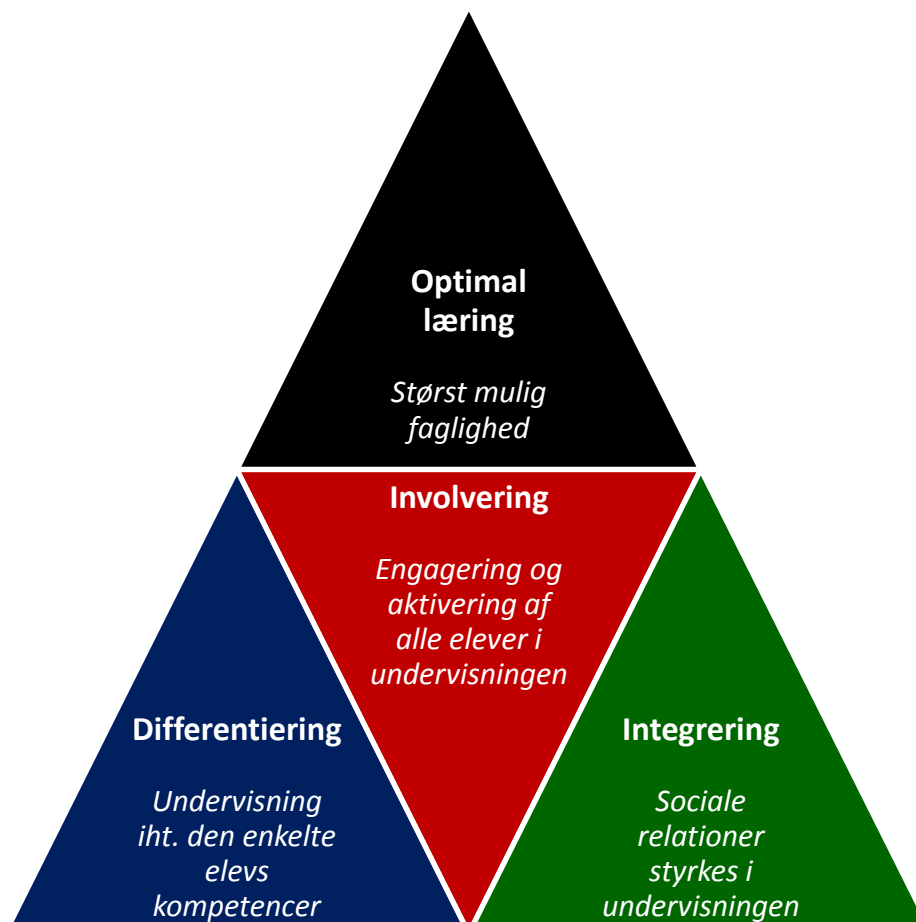 Optimal
læring
Størst mulig
faglighed
Involvering
Engagering og
aktivering af
alle elever i
undervisningen
Differentiering
Undervisning
iht. den enkelte
elevs
kompetencer
Integrering
Sociale
relationer
styrkes i
undervisningen